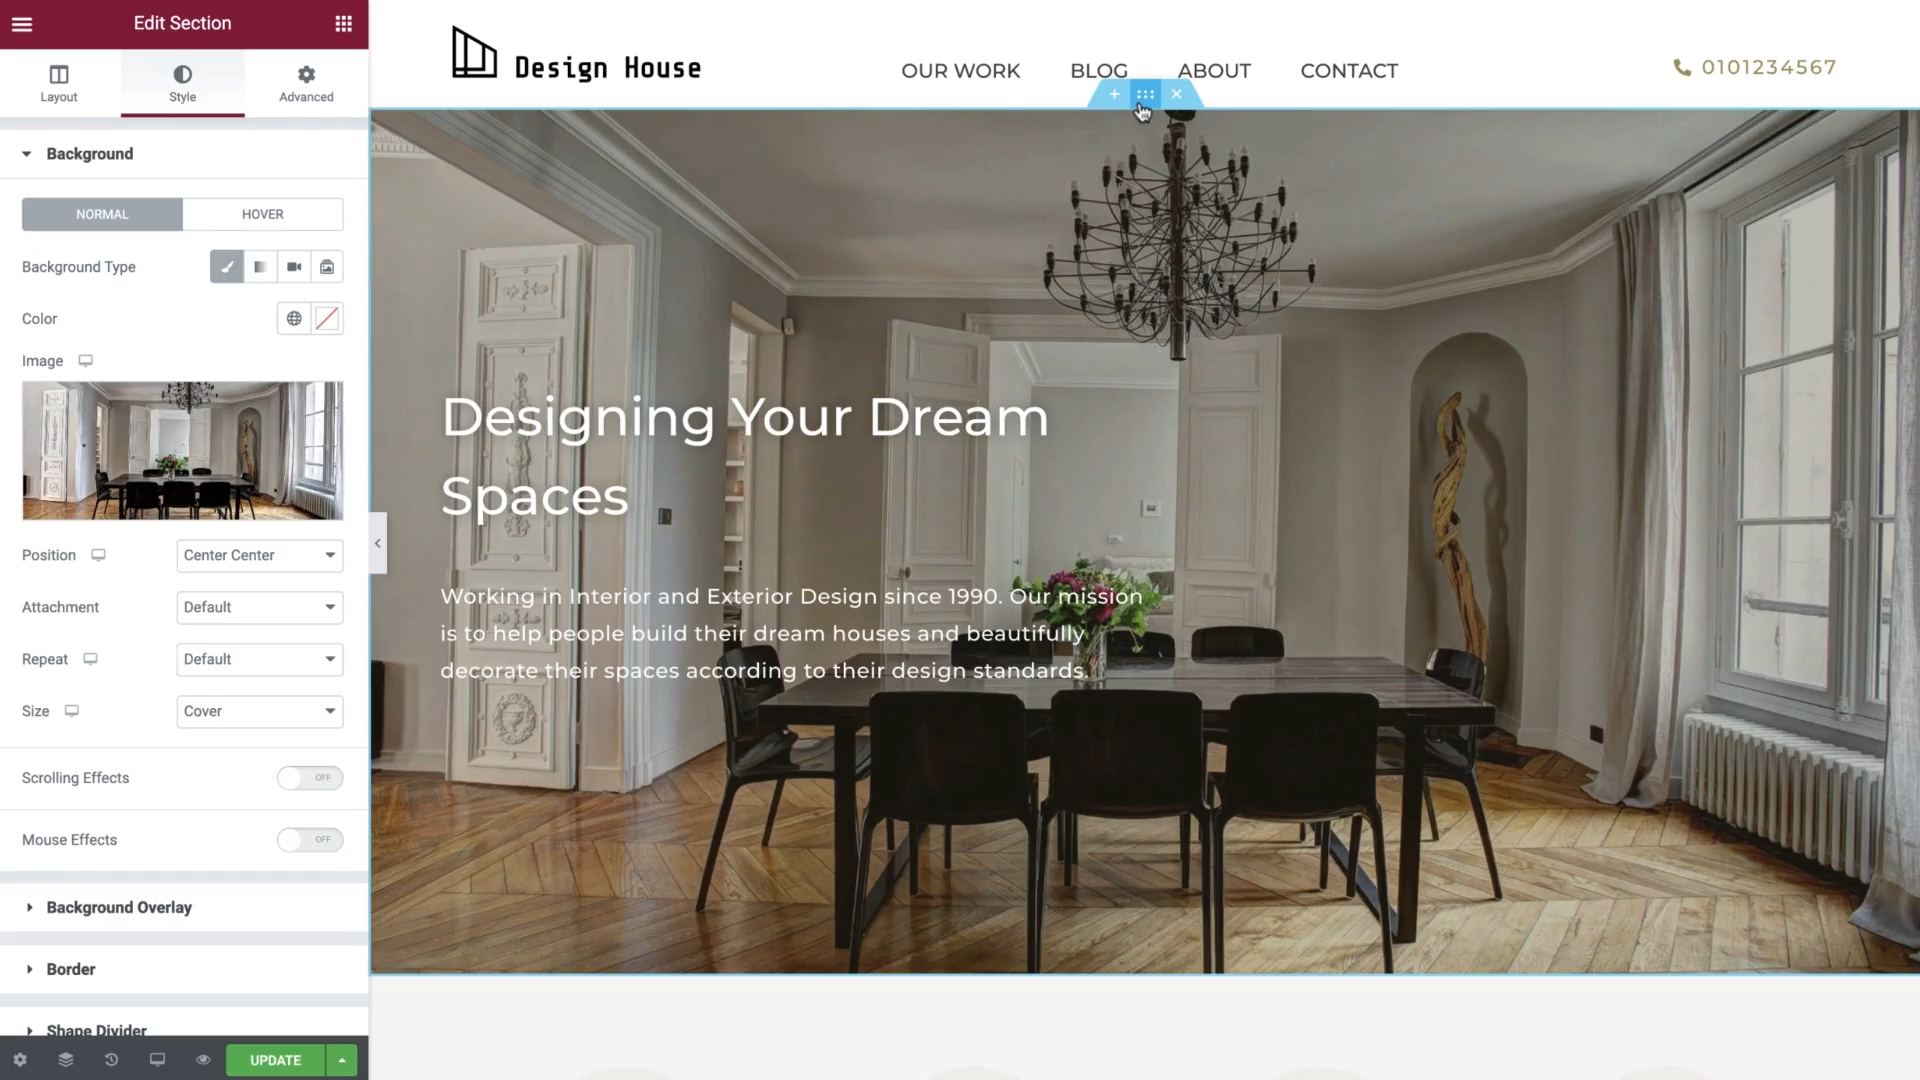 Edit Section
Layout
Style
Advanced
Background
NORMAL
HOVER
Background Type
Color
Image
Position
Center Center
Attachment
Default
Repeat
Default
Size
Cover
Scrolling Effects
OFF
Mouse Effects
OFF
Background Overlay
Border
Shape Divider
UPDATE
Design House
OUR WORK
BLOG
ABOUT
CONTACT
0101234567
Designing Your Dream
Spaces
Working in Interior and Exterior Design since 1990. Our mission
is to help people build their dream houses and beautifully
decorate their spaces according to their design standards.